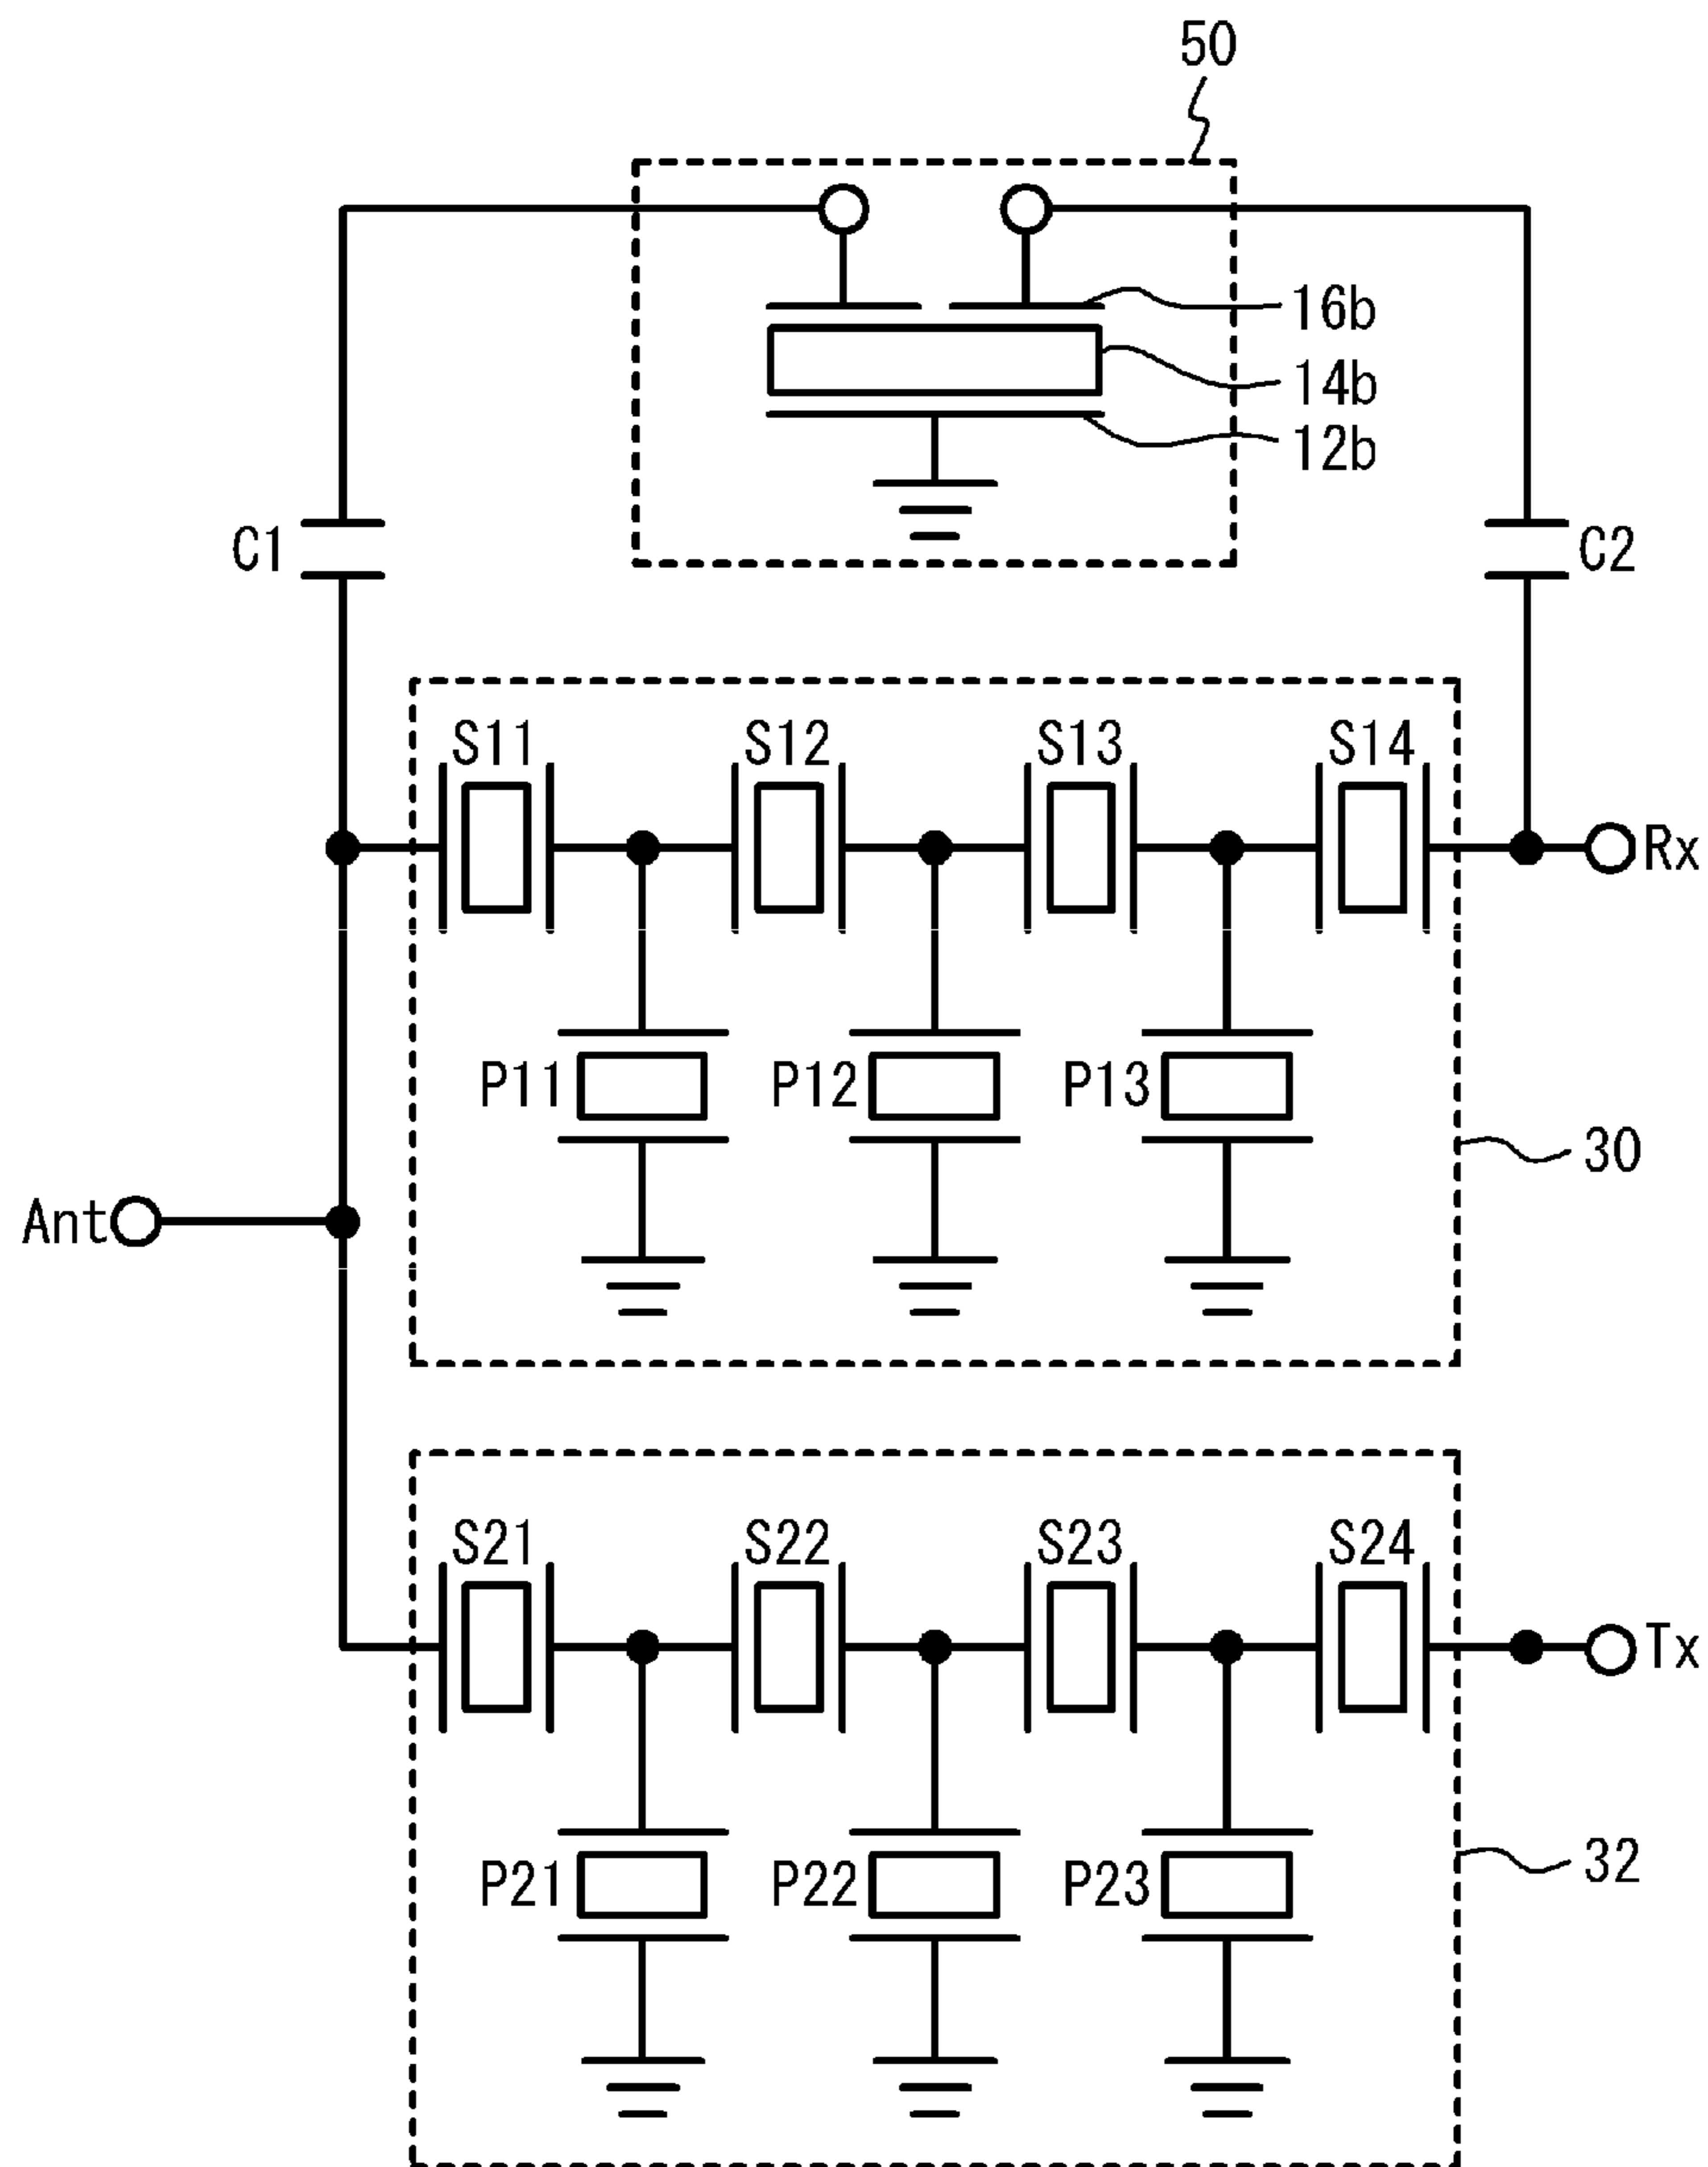 50
16b
14b
12b
C1
C2
S11 S12 S13 S14
Rx
P11 P12 P13
30
Ant
S21 S22 S23 S24
Tx
P21 P22 P23
32